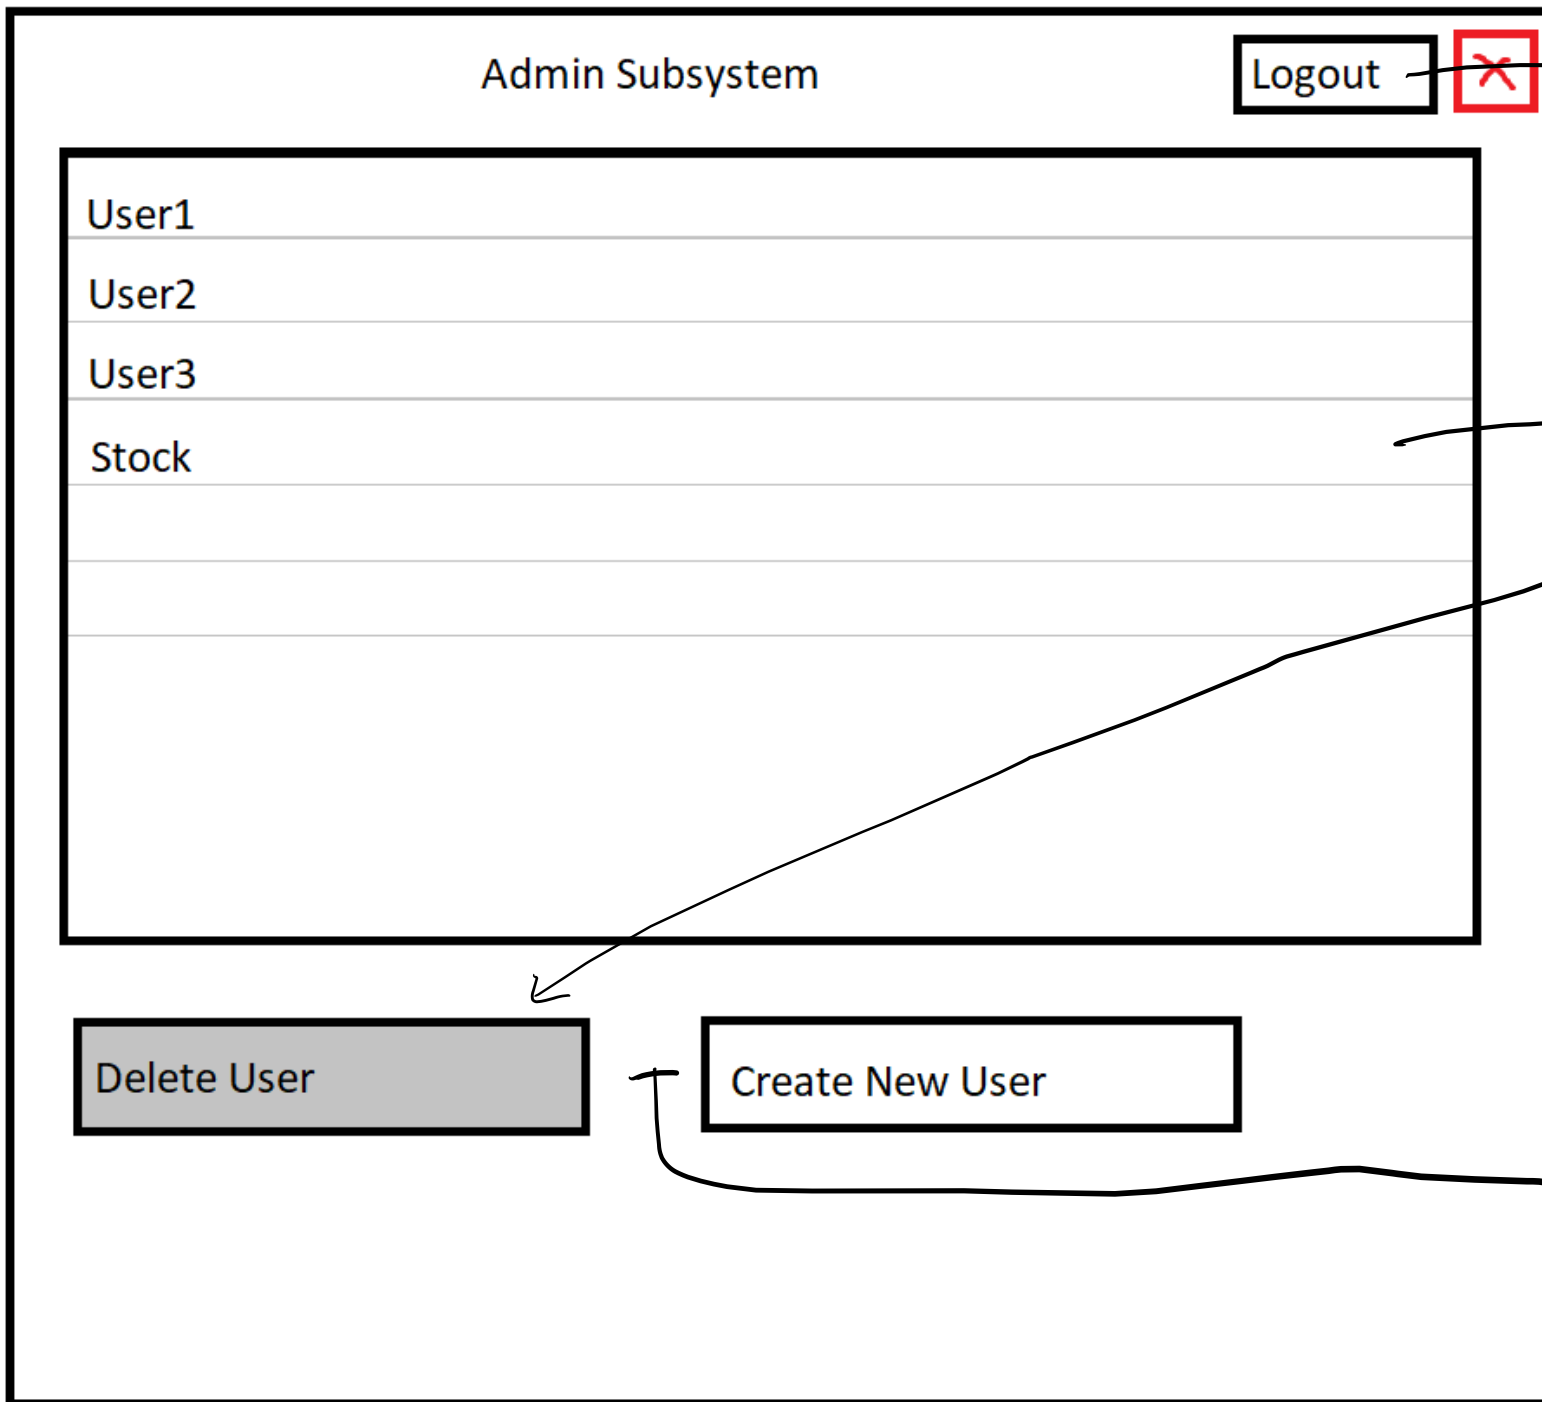 Admin Subsystem
Logout
User1
User2
User3
Stock
Delete User
Create New User